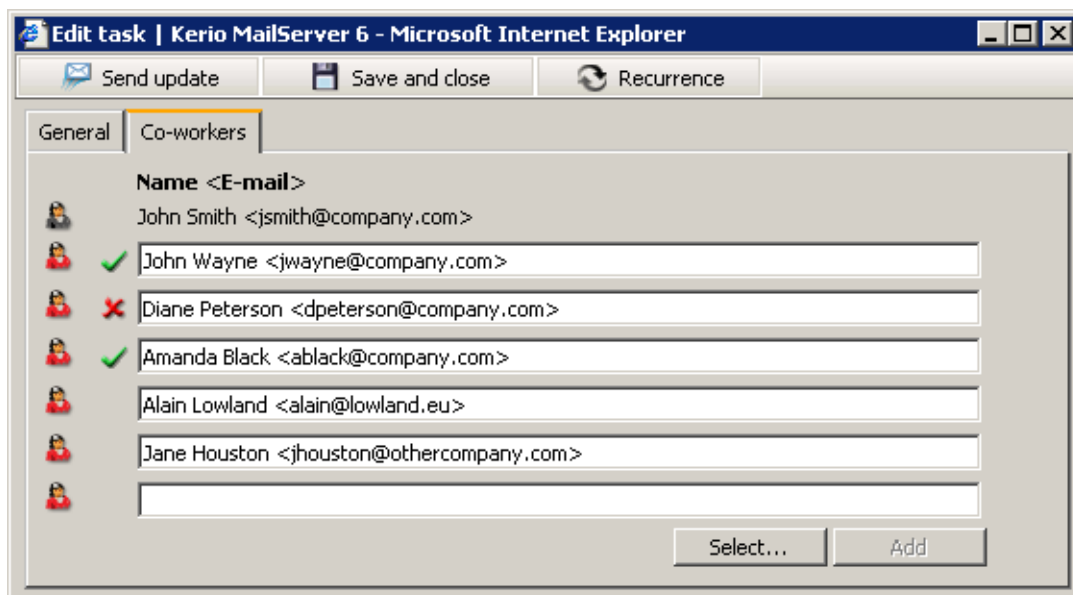 Edit task | Kerio MailServer 6 - Microsoft Internet Explorer
Send update Save and close Recurrence
General Co-workers
Name <E-mail>
John Smith <jsmith@company.com>
John Wayne <jwayne@company.com>
Diane Peterson <dpeterson@company.com>
Amanda Black <ablack@company.com>
Alain Lowland <alain@lowland.eu>
Jane Houston <jhouston@othercompany.com>
Select... Add